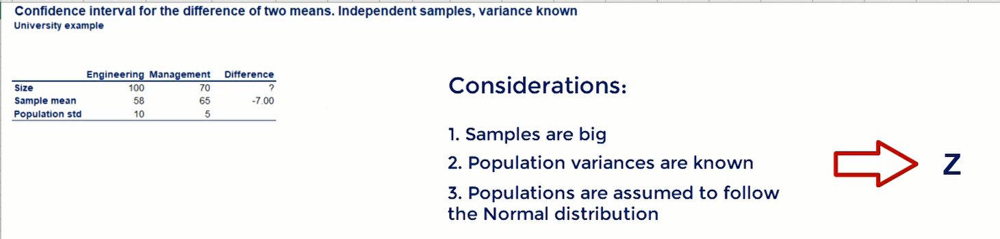 Confidence interval for the difference of two means. Independent samples, variance known
University example
Engineering Management Difference
Size 100 70 ?
Sample mean 58 65 -7.00
Population std 10 5
Considerations:
1. Samples are big
2. Population variances are known
3. Populations are assumed to follow
the Normal distribution
Z